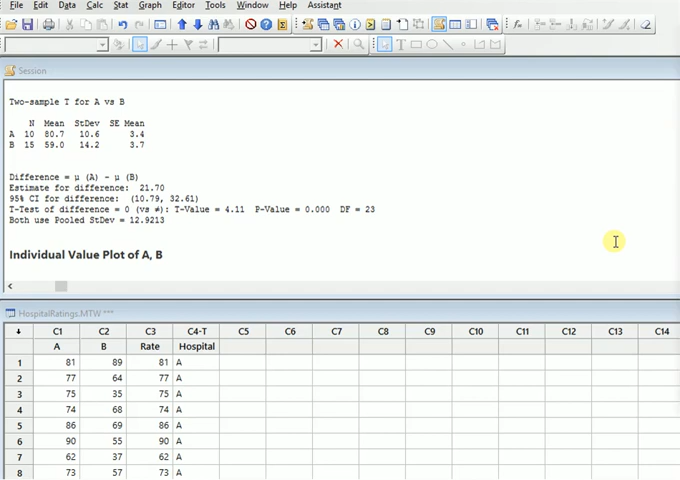 File Edit Data Calc Stat Graph Editor Tools Window Help Assistant
Session
Two-sample T for A vs B
N Mean StDev SE Mean
A 10 80.7 10.6 3.4
B 15 59.0 14.2 3.7
Difference = μ (A) - μ (B)
Estimate for difference: 21.70
95% CI for difference: (10.79, 32.61)
T-Test of difference = 0 (vs ≠): T-Value = 4.11 P-Value = 0.000 DF = 23
Both use Pooled StDev = 12.9213
Individual Value Plot of A, B
HospitalRatings.MTW ***
C1 C2 C3 C4-T C5 C6 C7 C8 C9 C10 C11 C12 C13 C14
A B Rate Hospital
1 81 89 81 A
2 77 64 77 A
3 75 35 75 A
4 74 68 74 A
5 86 69 86 A
6 90 55 90 A
7 62 37 62 A
8 73 57 73 A